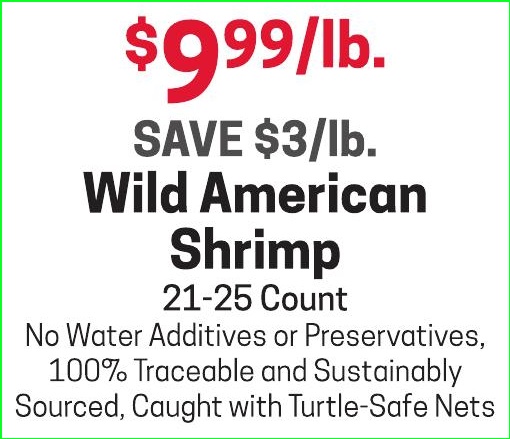 $9.99/lb.
SAVE $3/lb.
Wild American
Shrimp
21-25 Count
No Water Additives or Preservatives,
100% Traceable and Sustainably
Sourced, Caught with Turtle-Safe Nets